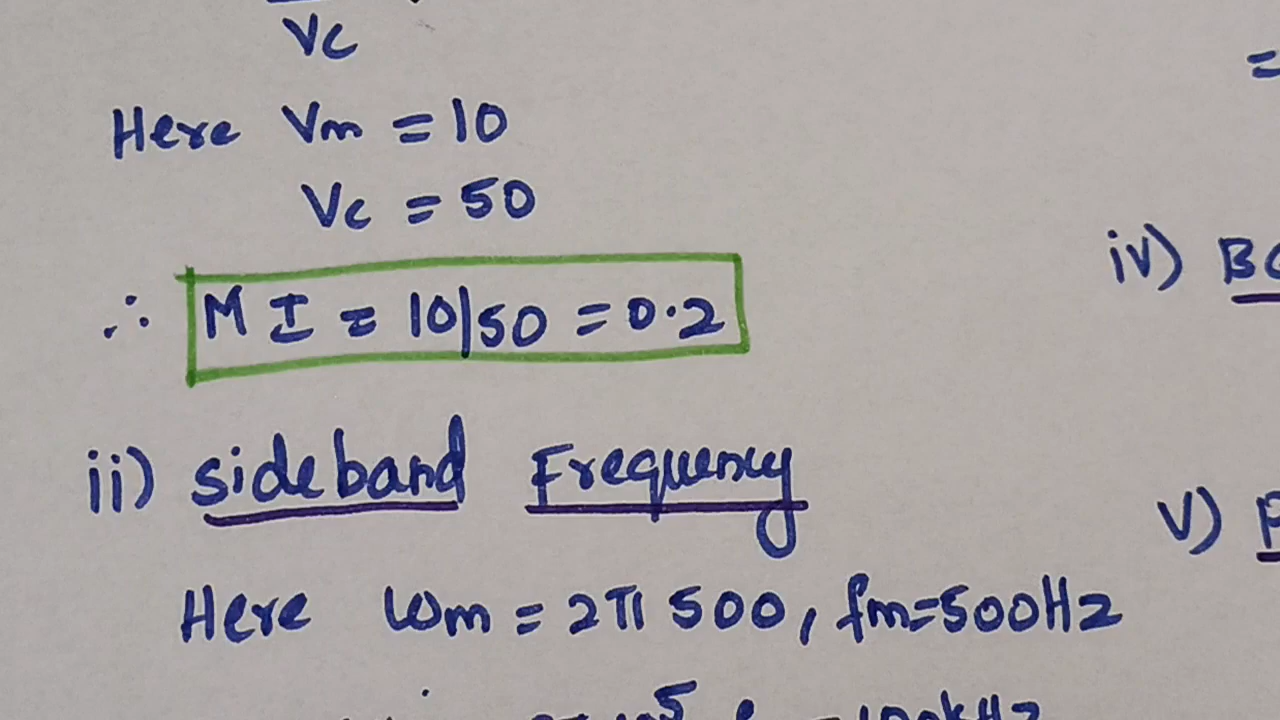 Vc
Here Vm = 10
Vc = 50
∴ M I = 10/50 = 0.2
ii) sideband Frequency
Here ωm = 2π 500, fm=500Hz
=
iv)
v)